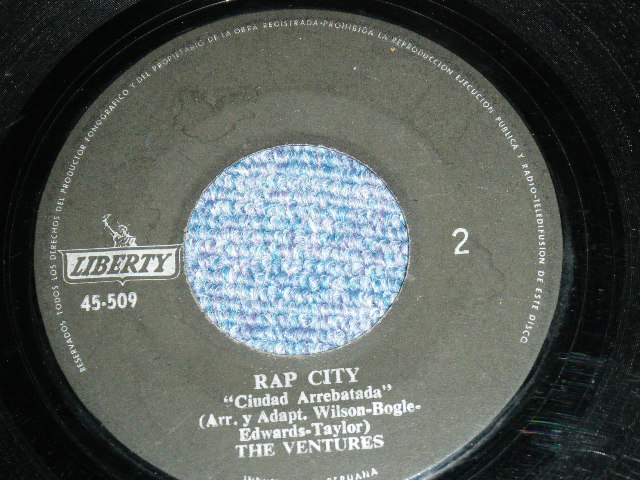 RESERVADOS TODOS LOS DERECHOS DEL PRODUCTOR FONOGRAFICO Y DEL PROPIETARIO DE LA OBRA REGISTRADA-PROHIBIDA LA REPRODUCCION EJECUCION PUBLICA Y RADIO-TELEDIFUSION DE ESTE DISCO
LIBERTY
45-509
2
RAP CITY
"Ciudad Arrebatada"
(Arr. y Adapt. Wilson-Bogle-
Edwards-Taylor)
THE VENTURES
PERUANA